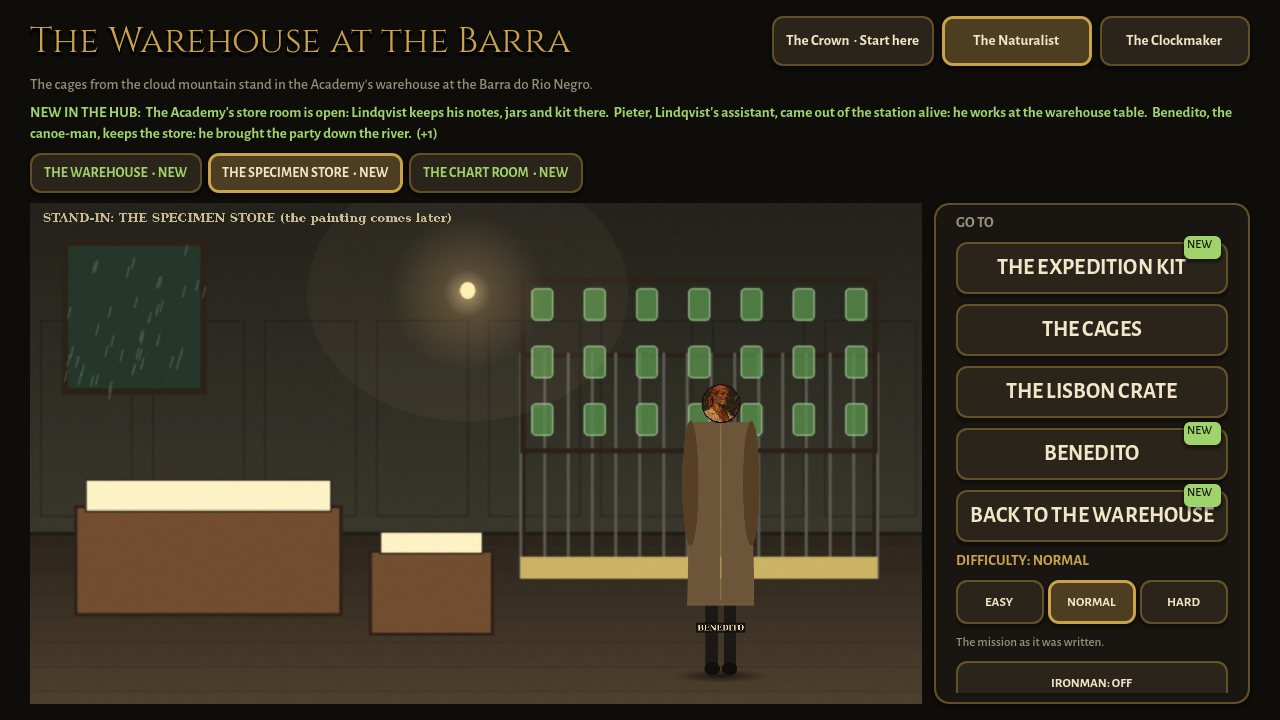 THE WAREHOUSE AT THE BARRA
The Crown · Start here
The Naturalist
The Clockmaker
The cages from the cloud mountain stand in the Academy's warehouse at the Barra do Rio Negro.
NEW IN THE HUB: The Academy's store room is open: Lindqvist keeps his notes, jars and kit there. Pieter, Lindqvist's assistant, came out of the station alive: he works at the warehouse table. Benedito, the
canoe-man, keeps the store: he brought the party down the river. (+1)
THE WAREHOUSE · NEW
THE SPECIMEN STORE · NEW
THE CHART ROOM · NEW
STAND-IN: THE SPECIMEN STORE (the painting comes later)
BENEDITO
GO TO
NEW
THE EXPEDITION KIT
THE CAGES
THE LISBON CRATE
NEW
BENEDITO
NEW
BACK TO THE WAREHOUSE
DIFFICULTY: NORMAL
EASY
NORMAL
HARD
The mission as it was written.
IRONMAN: OFF